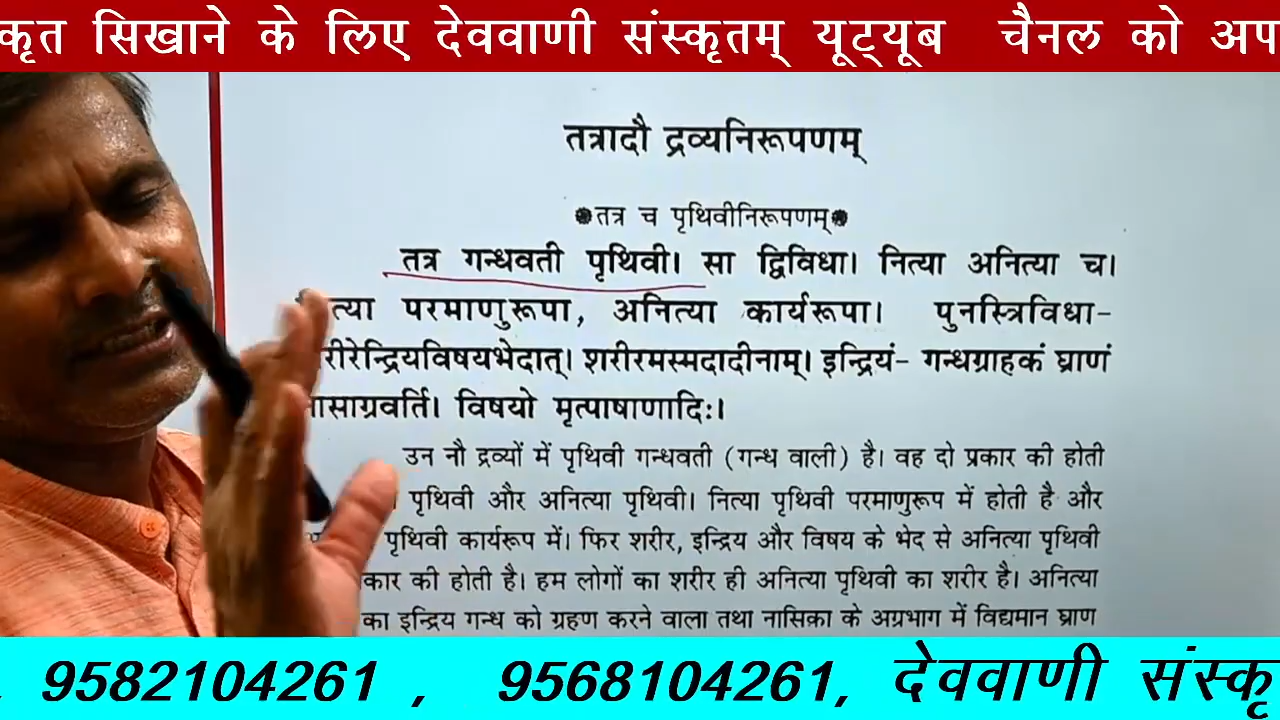 कृत सिखाने के लिए देववाणी संस्कृतम् यूट्यूब चैनल को अप
तत्रादौ द्रव्यनिरूपणम्
तत्र च पृथिवीनिरूपणम्
तत्र गन्धवती पृथिवी। सा द्विविधा। नित्या अनित्या च।
त्या परमाणुरूपा, अनित्या कार्यरूपा। पुनस्त्रिविधा-
रीरेन्द्रियविषयभेदात्। शरीरमस्मदादीनाम्। इन्द्रियं- गन्धग्राहकं घ्राणं
ासाग्रवर्ति। विषयो मृत्पाषाणादिः।
उन नौ द्रव्यों में पृथिवी गन्धवती (गन्ध वाली) है। वह दो प्रकार की होती
पृथिवी और अनित्या पृथिवी। नित्या पृथिवी परमाणुरूप में होती है और
पृथिवी कार्यरूप में। फिर शरीर, इन्द्रिय और विषय के भेद से अनित्या पृथिवी
कार की होती है। हम लोगों का शरीर ही अनित्या पृथिवी का शरीर है। अनित्या
का इन्द्रिय गन्ध को ग्रहण करने वाला तथा नासिका के अग्रभाग में विद्यमान घ्राण
9582104261 , 9568104261, देववाणी संस्कृ